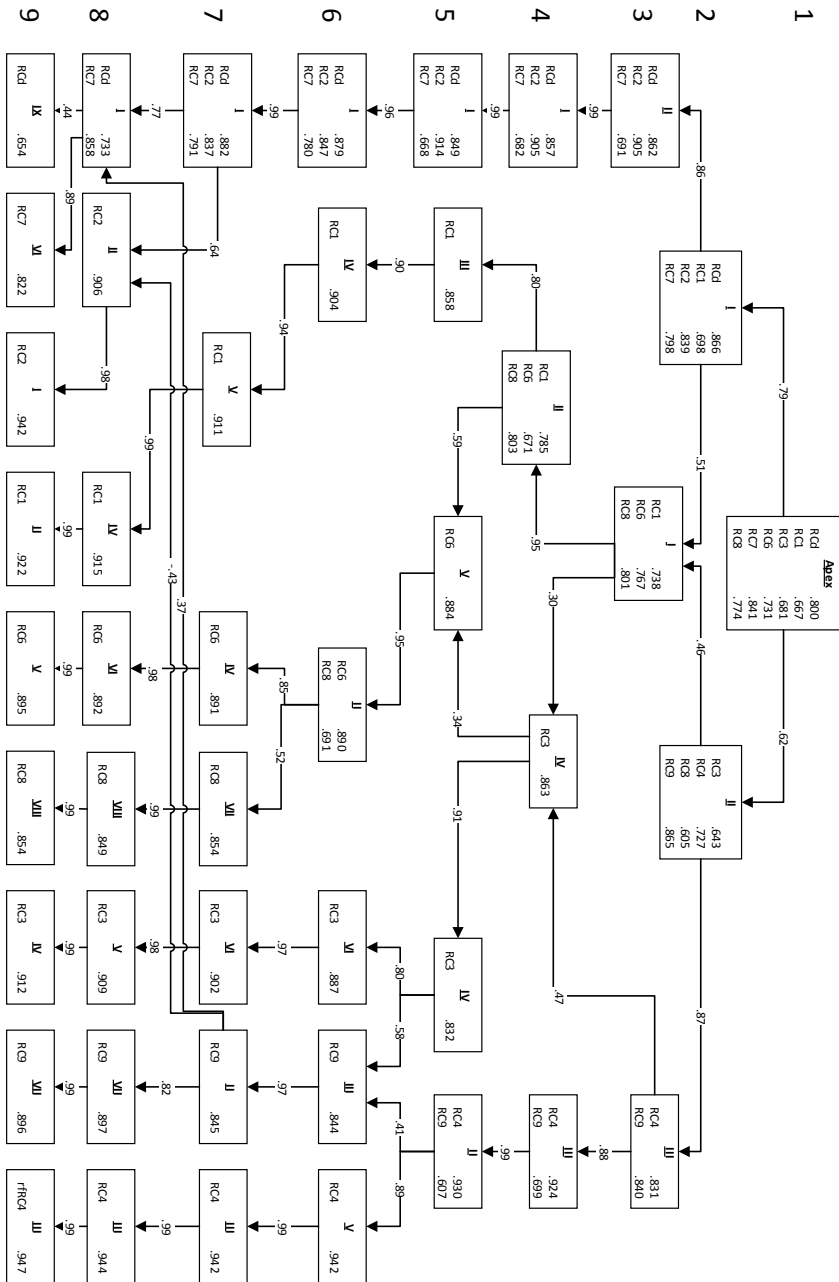 1
Apex
RCd .800
RC1 .667
RC3 .681
RC6 .731
RC7 .841
RC8 .774
.79
.62
2
I
RCd .866
RC1 .698
RC2 .839
RC7 .798
II
RC3 .643
RC4 .727
RC8 .605
RC9 .865
.86
.51
.46
.87
3
II
RCd .862
RC2 .905
RC7 .691
I
RC1 .738
RC6 .767
RC8 .801
III
RC4 .831
RC9 .840
.99
.95
.30
.47
.88
4
I
RCd .857
RC2 .905
RC7 .682
II
RC1 .785
RC6 .671
RC8 .803
IV
RC3 .863
III
RC4 .924
RC9 .699
.99
.80
.59
.34
.91
.99
5
I
RCd .849
RC2 .914
RC7 .668
III
RC1 .858
V
RC6 .884
IV
RC3 .832
II
RC4 .930
RC9 .607
.96
.90
.95
.80
.58
.41
.89
6
I
RCd .879
RC2 .847
RC7 .780
IV
RC1 .904
II
RC6 .890
RC8 .691
VI
RC3 .887
III
RC9 .844
V
RC4 .942
.99
.94
.85
.52
.97
.97
.99
7
I
RCd .882
RC2 .837
RC7 .791
V
RC1 .911
IV
RC6 .891
VII
RC8 .854
VI
RC3 .902
II
RC9 .845
III
RC4 .942
.77
.64
.99
.37
-.43
.98
.99
.98
.82
.99
8
I
RCd .733
RC7 .858
II
RC2 .906
IV
RC1 .915
VI
RC6 .892
VIII
RC8 .849
V
RC3 .909
VII
RC9 .897
III
RC4 .944
.44
.89
.98
.99
.99
.99
.99
.99
.99
9
IX
RCd .654
VI
RC7 .822
I
RC2 .942
II
RC1 .922
V
RC6 .895
VIII
RC8 .854
IV
RC3 .912
VII
RC9 .896
III
rfRC4 .947